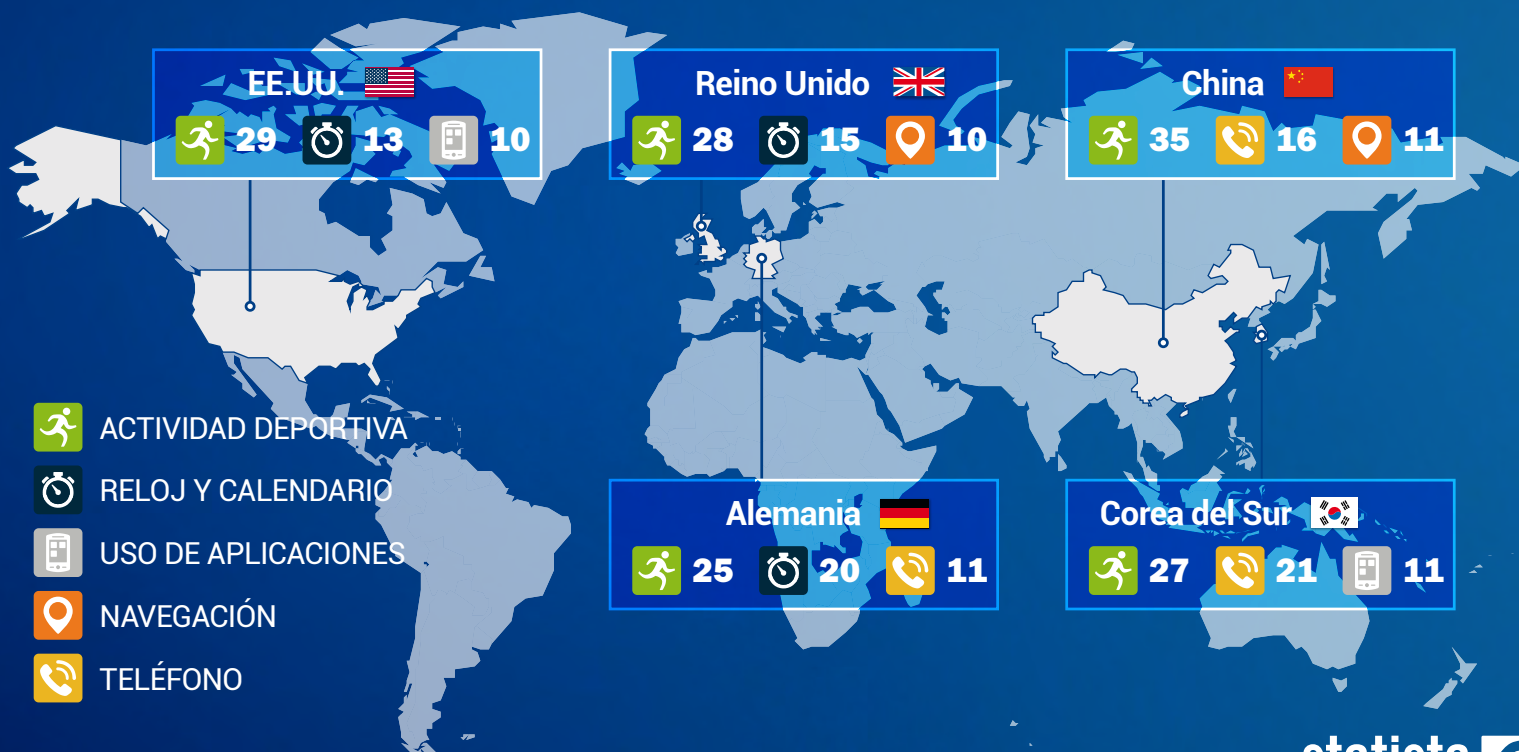 EE.UU.
29 13 10
Reino Unido
28 15 10
China
35 16 11
ACTIVIDAD DEPORTIVA
RELOJ Y CALENDARIO
USO DE APLICACIONES
NAVEGACIÓN
TELÉFONO
Alemania
25 20 11
Corea del Sur
27 21 11
statista